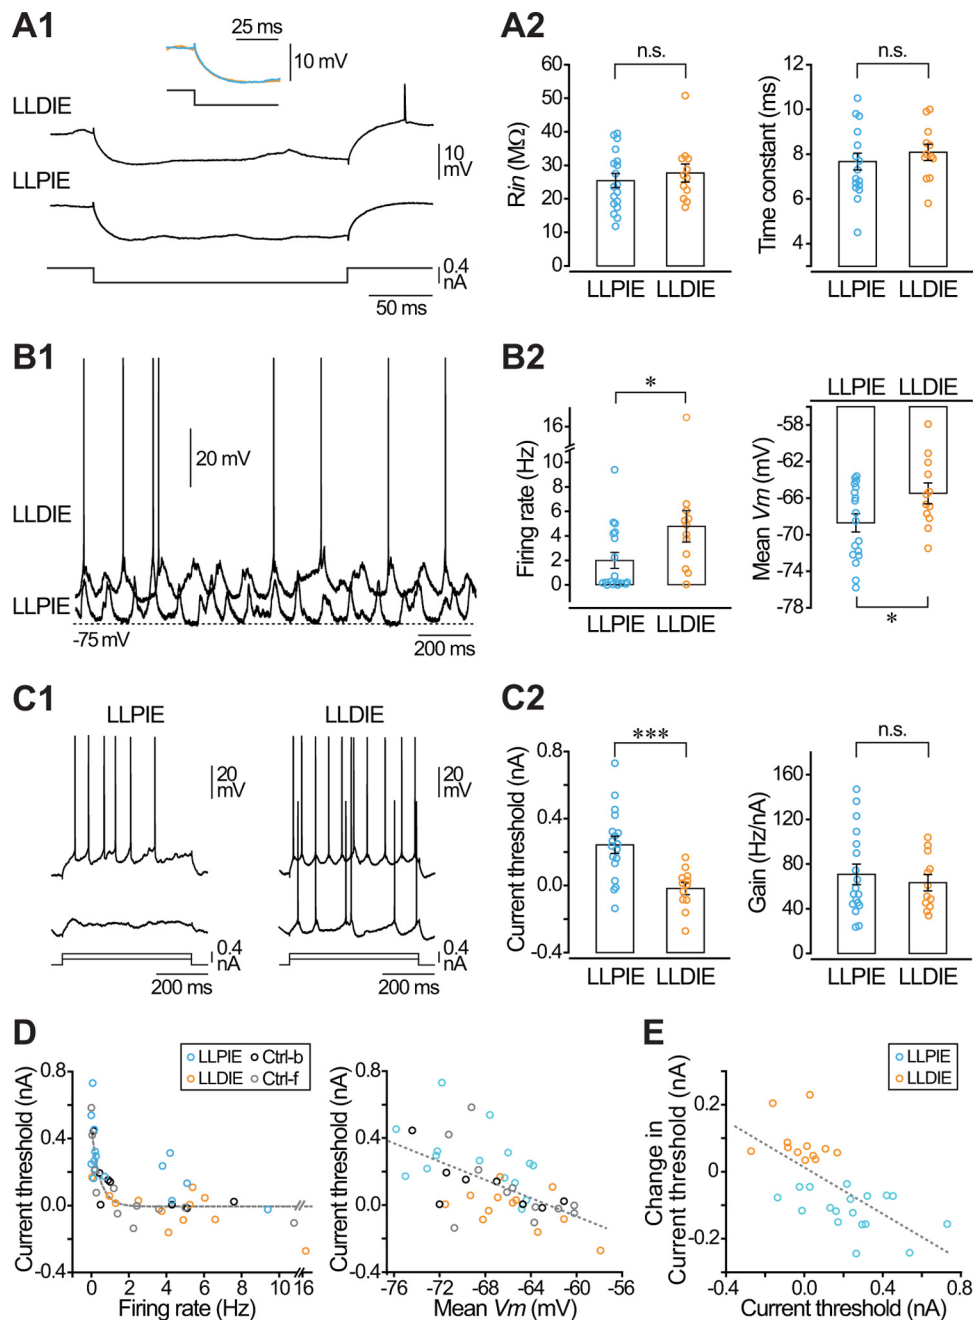 A1
25 ms
10 mV
LLDIE
10
mV
LLPIE
0.4
nA
50 ms
A2
n.s.
60
50
40
30
20
10
0
Rin (MΩ)
LLPIE LLDIE
n.s.
12
10
8
6
4
Time constant (ms)
LLPIE LLDIE
B1
20 mV
LLDIE
LLPIE
-75 mV
200 ms
B2
*
16
10
8
6
4
2
0
Firing rate (Hz)
LLPIE LLDIE
LLPIE LLDIE
-58
-62
-66
-70
-74
-78
Mean Vm (mV)
*
C1
LLPIE
LLDIE
20
mV
20
mV
0.4
nA
0.4
nA
200 ms
200 ms
C2
***
0.8
0.4
0.0
-0.4
Current threshold (nA)
LLPIE LLDIE
n.s.
160
120
80
40
0
Gain (Hz/nA)
LLPIE LLDIE
D
LLPIE Ctrl-b
LLDIE Ctrl-f
0.8
0.4
0.0
-0.4
Current threshold (nA)
0 2 4 6 8 10 16
Firing rate (Hz)
0.8
0.4
0.0
-0.4
Current threshold (nA)
-76 -72 -68 -64 -60 -56
Mean Vm (mV)
E
LLPIE
LLDIE
0.2
0
-0.2
Change in
Current threshold (nA)
-0.4 0.0 0.4 0.8
Current threshold (nA)